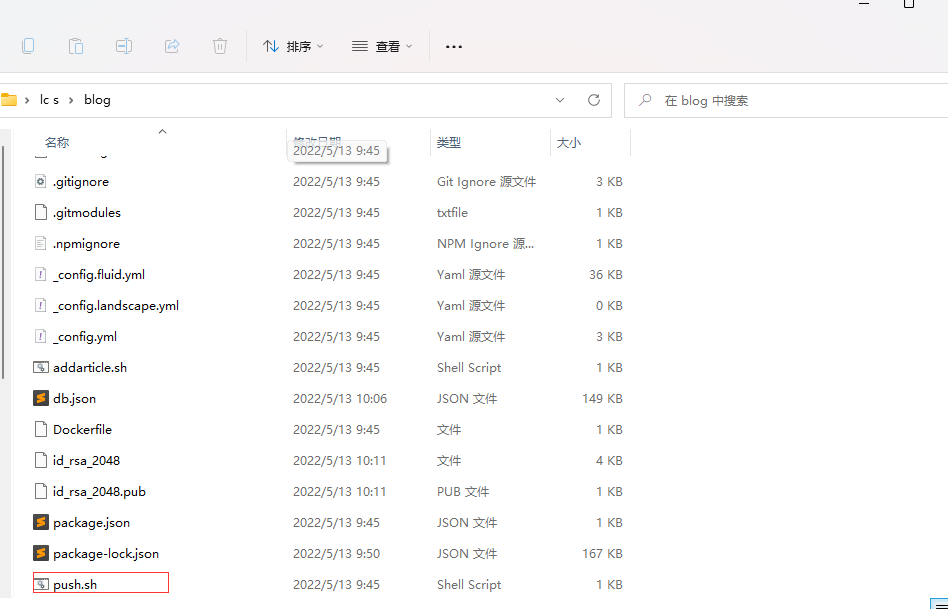 排序 查看
lc s > blog 在 blog 中搜索
名称 修改日期 类型 大小
2022/5/13 9:45
.gitignore 2022/5/13 9:45 Git Ignore 源文件 3 KB
.gitmodules 2022/5/13 9:45 txtfile 1 KB
.npmignore 2022/5/13 9:45 NPM Ignore 源... 1 KB
_config.fluid.yml 2022/5/13 9:45 Yaml 源文件 36 KB
_config.landscape.yml 2022/5/13 9:45 Yaml 源文件 0 KB
_config.yml 2022/5/13 9:45 Yaml 源文件 3 KB
addarticle.sh 2022/5/13 9:45 Shell Script 1 KB
db.json 2022/5/13 10:06 JSON 文件 149 KB
Dockerfile 2022/5/13 9:45 文件 1 KB
id_rsa_2048 2022/5/13 10:11 文件 4 KB
id_rsa_2048.pub 2022/5/13 10:11 PUB 文件 1 KB
package.json 2022/5/13 9:45 JSON 文件 1 KB
package-lock.json 2022/5/13 9:50 JSON 文件 167 KB
push.sh 2022/5/13 9:45 Shell Script 1 KB